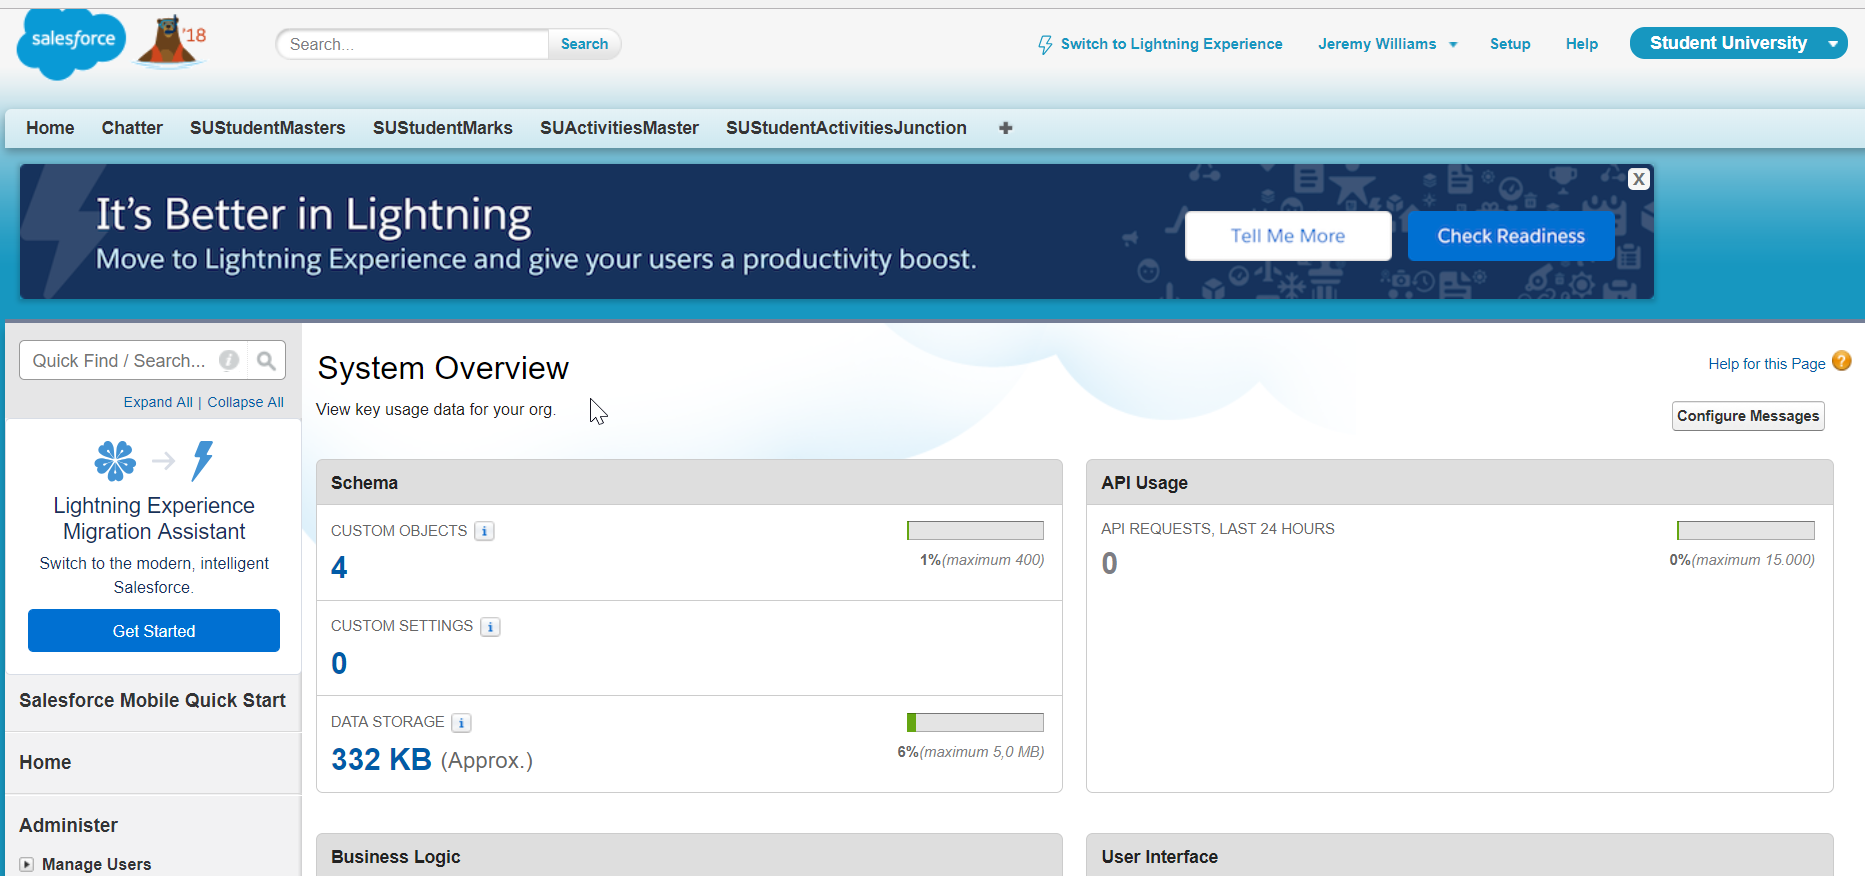 salesforce
'18
Search...
Search
Switch to Lightning Experience
Jeremy Williams
Setup
Help
Student University
Home
Chatter
SUStudentMasters
SUStudentMarks
SUActivitiesMaster
SUStudentActivitiesJunction
It's Better in Lightning
Move to Lightning Experience and give your users a productivity boost.
Tell Me More
Check Readiness
X
Quick Find / Search...
Expand All | Collapse All
Lightning Experience
Migration Assistant
Switch to the modern, intelligent
Salesforce.
Get Started
Salesforce Mobile Quick Start
Home
Administer
Manage Users
System Overview
View key usage data for your org.
Help for this Page
Configure Messages
Schema
CUSTOM OBJECTS
4
1%(maximum 400)
CUSTOM SETTINGS
0
DATA STORAGE
332 KB (Approx.)
6%(maximum 5,0 MB)
API Usage
API REQUESTS, LAST 24 HOURS
0
0%(maximum 15.000)
Business Logic
User Interface